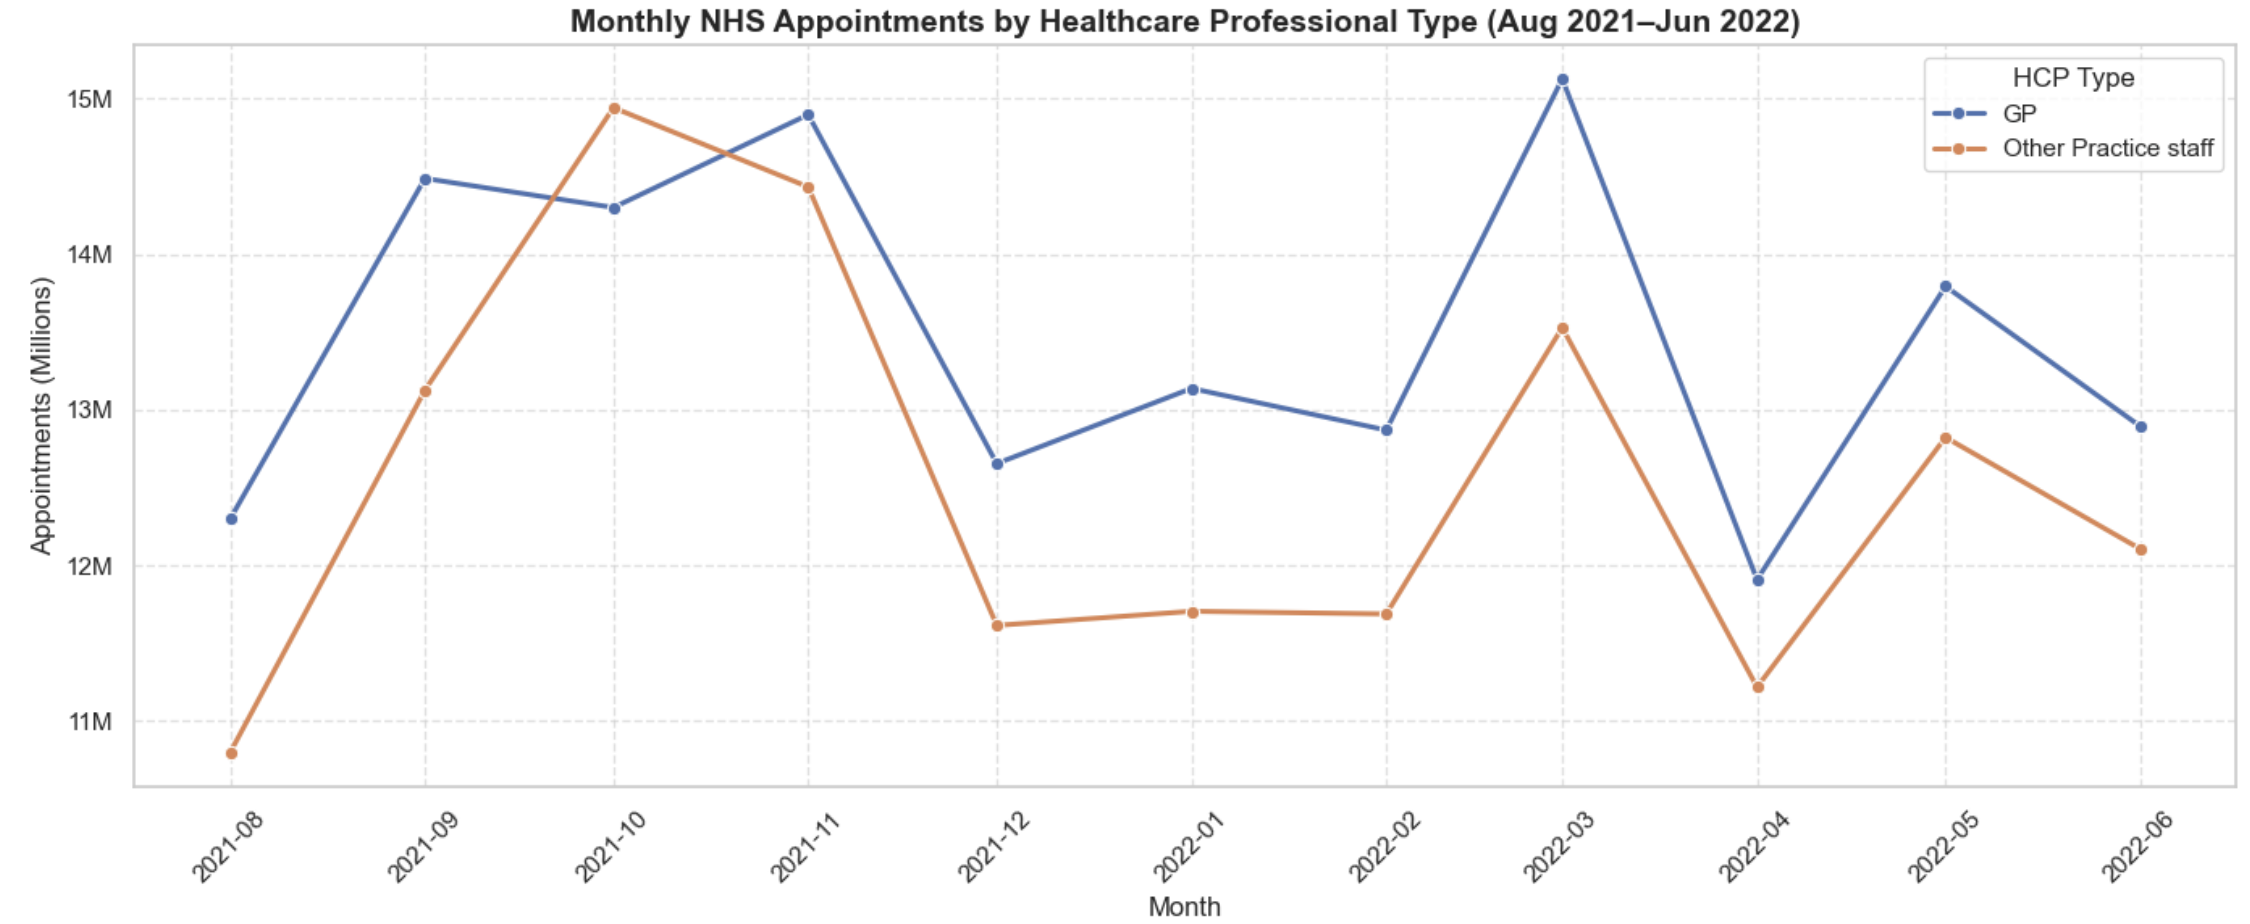 Monthly NHS Appointments by Healthcare Professional Type (Aug 2021–Jun 2022)
HCP Type
GP
Other Practice staff
Appointments (Millions)
15M
14M
13M
12M
11M
2021-08
2021-09
2021-10
2021-11
2021-12
2022-01
2022-02
2022-03
2022-04
2022-05
2022-06
Month